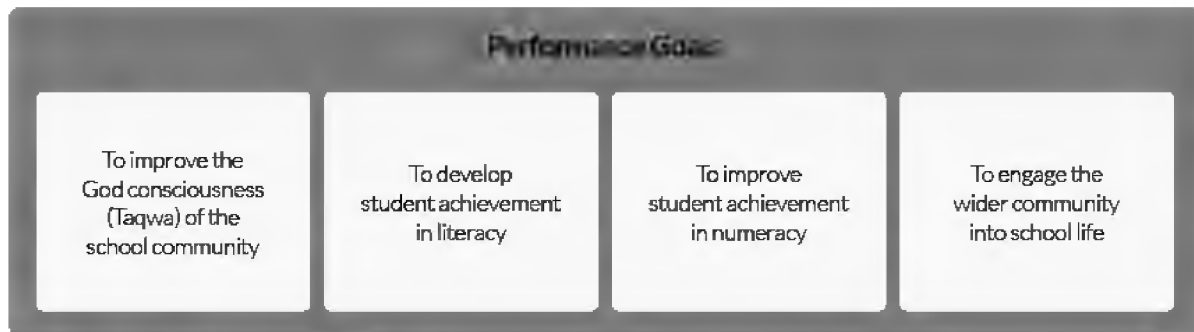 Performance Goals
To improve the
God consciousness
(Taqwa) of the
school community
To develop
student achievement
in literacy
To improve
student achievement
in numeracy
To engage the
wider community
into school life